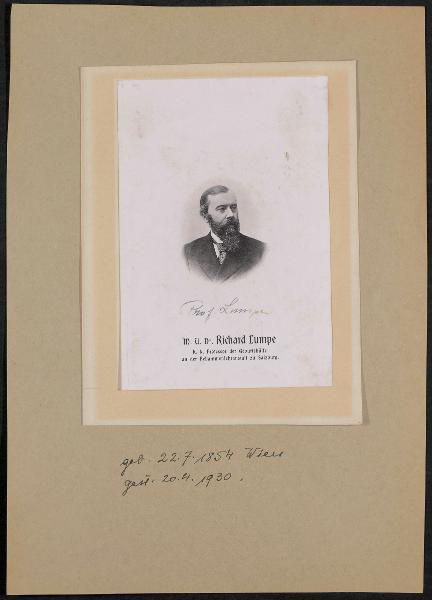 Prof Lumpe
M. U. Dr. Richard Lumpe
k. k. Professor der Geburtshilfe
an der Hebammenlehranstalt zu Salzburg.
geb. 22.7.1854 Wien
gest. 20.4.1930.